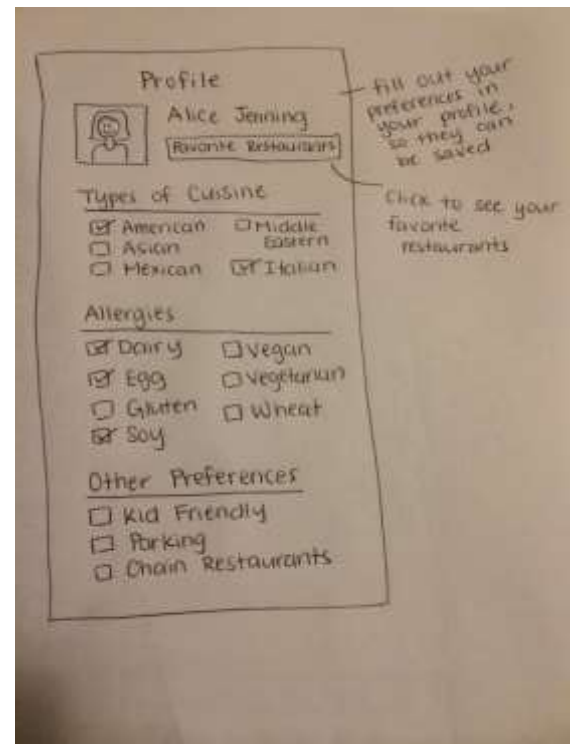 Profile
Alice Jenning
Favorite Restaurants
Types of Cuisine
American
Middle Eastern
Asian
Mexican
Italian
Allergies
Dairy
Vegan
Egg
Vegetarian
Gluten
Wheat
Soy
Other Preferences
Kid Friendly
Parking
Chain Restaurants
fill out your
preferences in
your profile,
so they can
be saved
Click to see your
favorite
restaurants